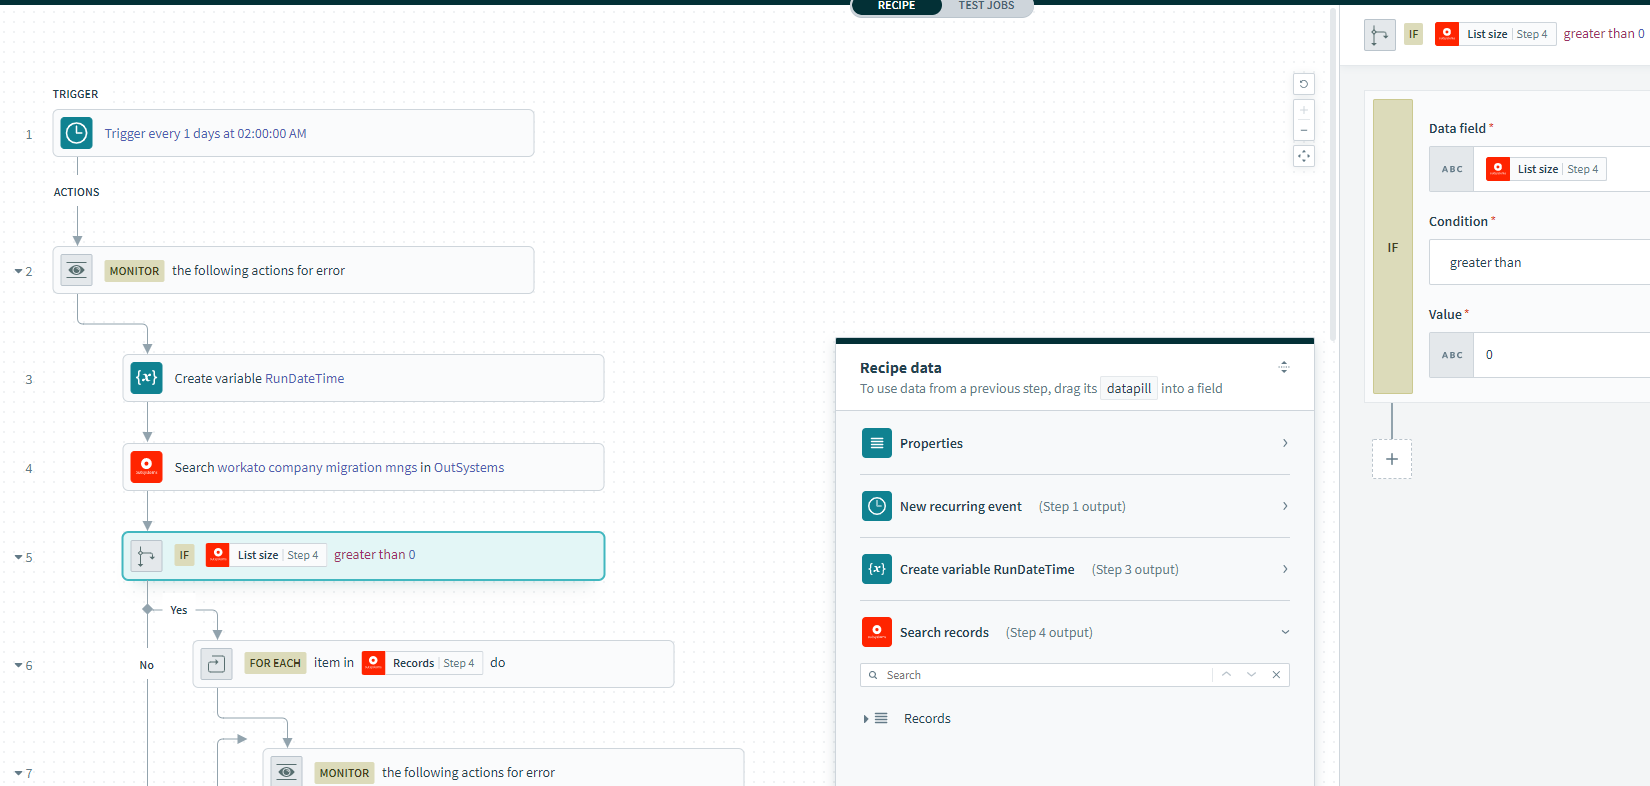 RECIPE
TEST JOBS
TRIGGER
1
Trigger every 1 days at 02:00:00 AM
ACTIONS
2
MONITOR the following actions for error
3
{x} Create variable RunDateTime
4
Search workato company migration mngs in OutSystems
5
IF List size Step 4 greater than 0
Yes
No
6
FOR EACH item in Records Step 4 do
7
MONITOR the following actions for error
Recipe data
To use data from a previous step, drag its datapill into a field
Properties
New recurring event (Step 1 output)
{x} Create variable RunDateTime (Step 3 output)
Search records (Step 4 output)
Search
Records
IF List size Step 4 greater than 0
IF
Data field *
ABC List size Step 4
Condition *
greater than
Value *
ABC 0